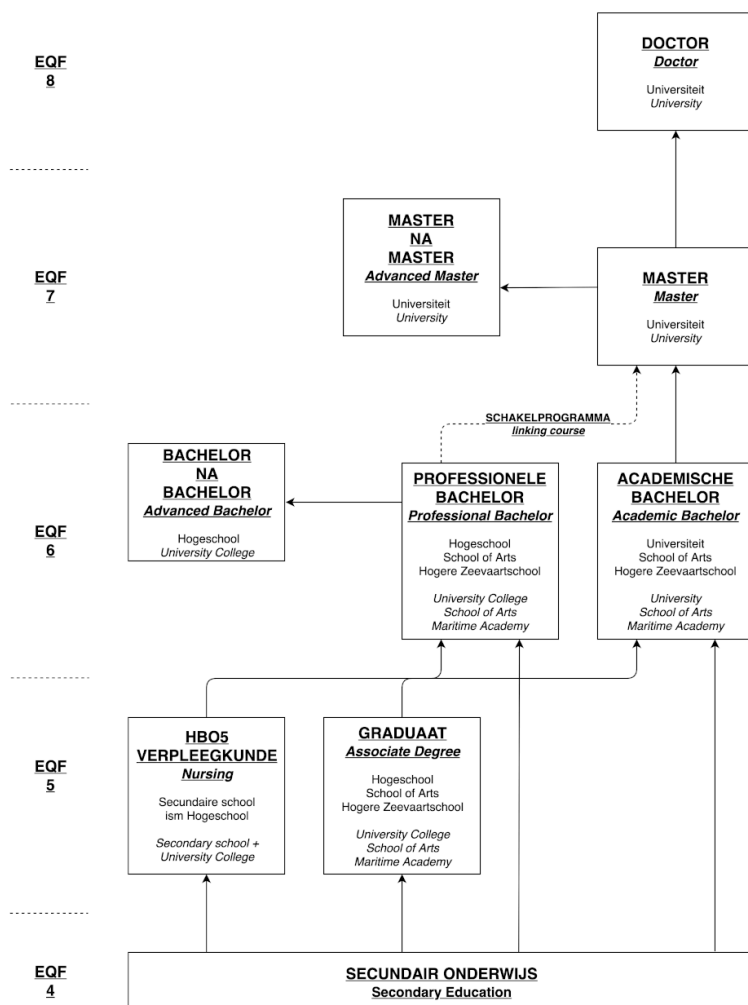 EQF
8
DOCTOR
Doctor
Universiteit
University
EQF
7
MASTER
NA
MASTER
Advanced Master
Universiteit
University
MASTER
Master
Universiteit
University
SCHAKELPROGRAMMA
linking course
EQF
6
BACHELOR
NA
BACHELOR
Advanced Bachelor
Hogeschool
University College
PROFESSIONELE
BACHELOR
Professional Bachelor
Hogeschool
School of Arts
Hogere Zeevaartschool
University College
School of Arts
Maritime Academy
ACADEMISCHE
BACHELOR
Academic Bachelor
Universiteit
School of Arts
Hogere Zeevaartschool
University
School of Arts
Maritime Academy
EQF
5
HBO5
VERPLEEGKUNDE
Nursing
Secundaire school
ism Hogeschool
Secondary school +
University College
GRADUAAT
Associate Degree
Hogeschool
School of Arts
Hogere Zeevaartschool
University College
School of Arts
Maritime Academy
EQF
4
SECUNDAIR ONDERWIJS
Secondary Education